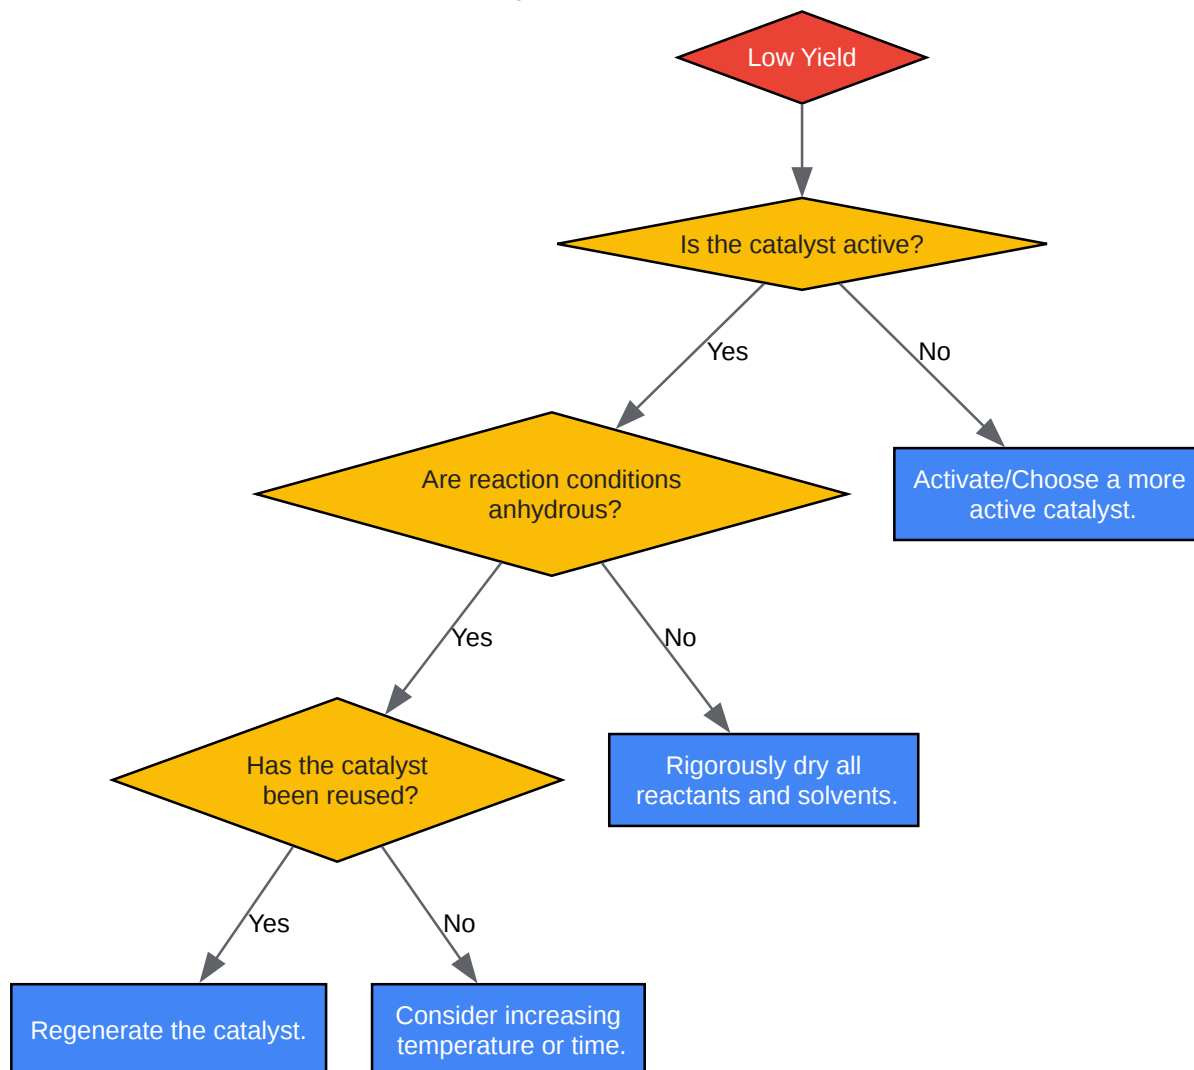 Low Yield
Is the catalyst active?
Yes
No
Are reaction conditions
anhydrous?
Activate/Choose a more
active catalyst.
Yes
No
Has the catalyst
been reused?
Rigorously dry all
reactants and solvents.
Yes
No
Regenerate the catalyst.
Consider increasing
temperature or time.